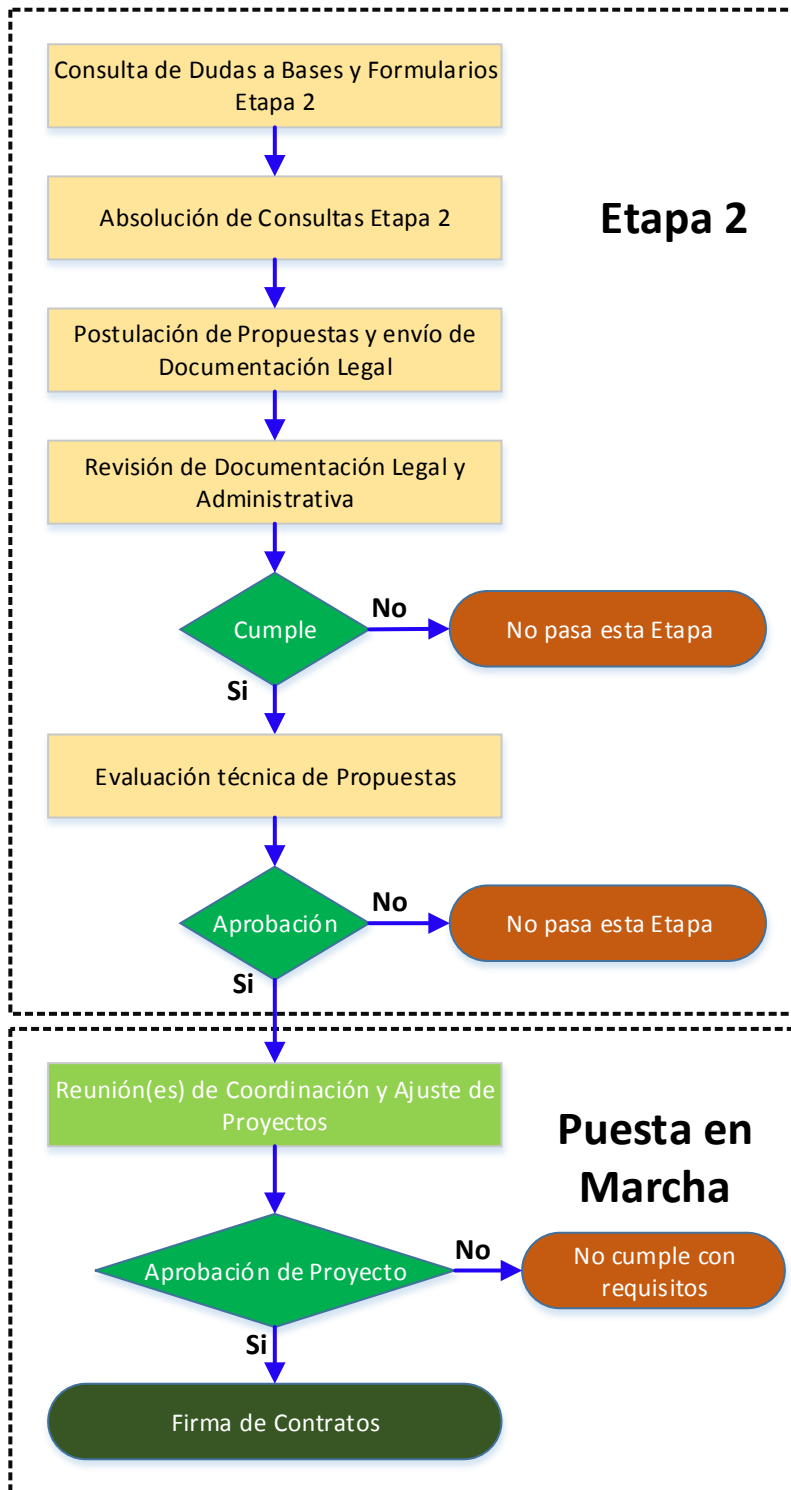 Consulta de Dudas a Bases y Formularios
Etapa 2
Absolución de Consultas Etapa 2
Etapa 2
Postulación de Propuestas y envío de
Documentación Legal
Revisión de Documentación Legal y
Administrativa
Cumple
No
No pasa esta Etapa
Si
Evaluación técnica de Propuestas
Aprobación
No
No pasa esta Etapa
Si
Reunión(es) de Coordinación y Ajuste de
Proyectos
Puesta en
Marcha
Aprobación de Proyecto
No
No cumple con
requisitos
Si
Firma de Contratos